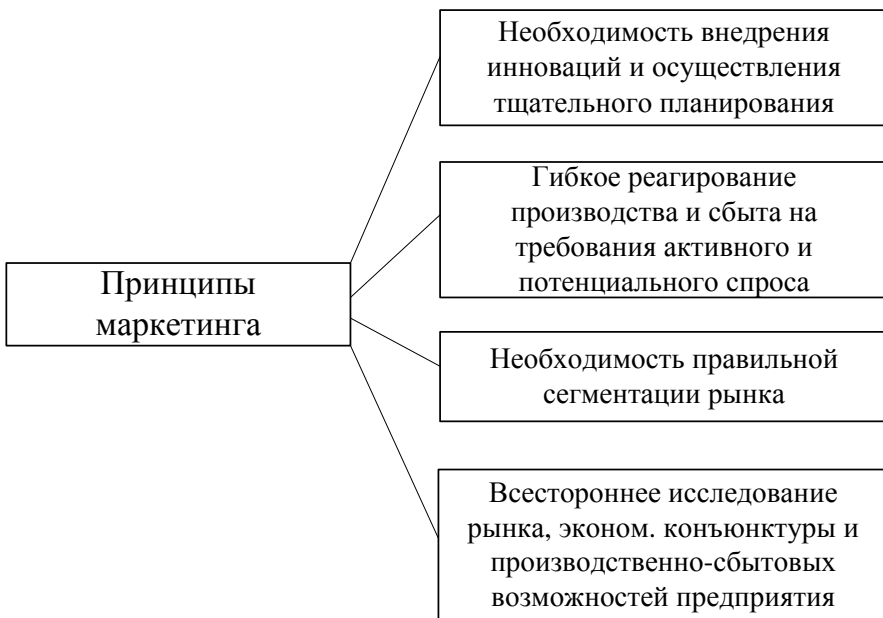 Принципы
маркетинга
Необходимость внедрения
инноваций и осуществления
тщательного планирования
Гибкое реагирование
производства и сбыта на
требования активного и
потенциального спроса
Необходимость правильной
сегментации рынка
Всестороннее исследование
рынка, эконом. конъюнктуры и
производственно-сбытовых
возможностей предприятия